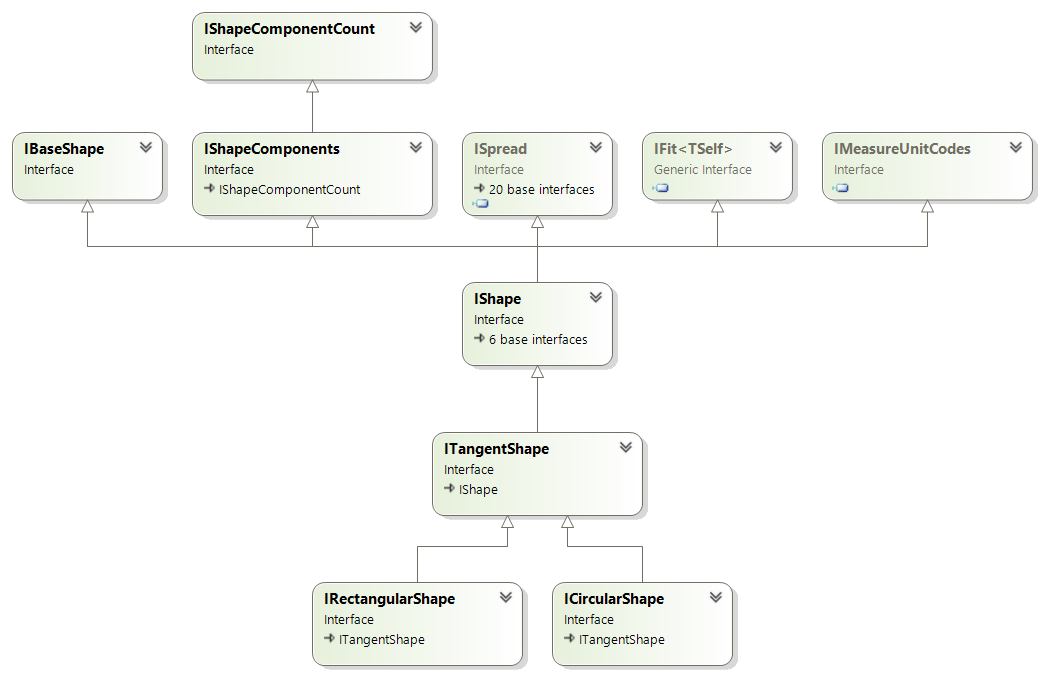 IShapeComponentCount
Interface
IBaseShape
Interface
IShapeComponents
Interface
IShapeComponentCount
ISpread
Interface
20 base interfaces
IFit<TSelf>
Generic Interface
IMeasureUnitCodes
Interface
IShape
Interface
6 base interfaces
ITangentShape
Interface
IShape
IRectangularShape
Interface
ITangentShape
ICircularShape
Interface
ITangentShape